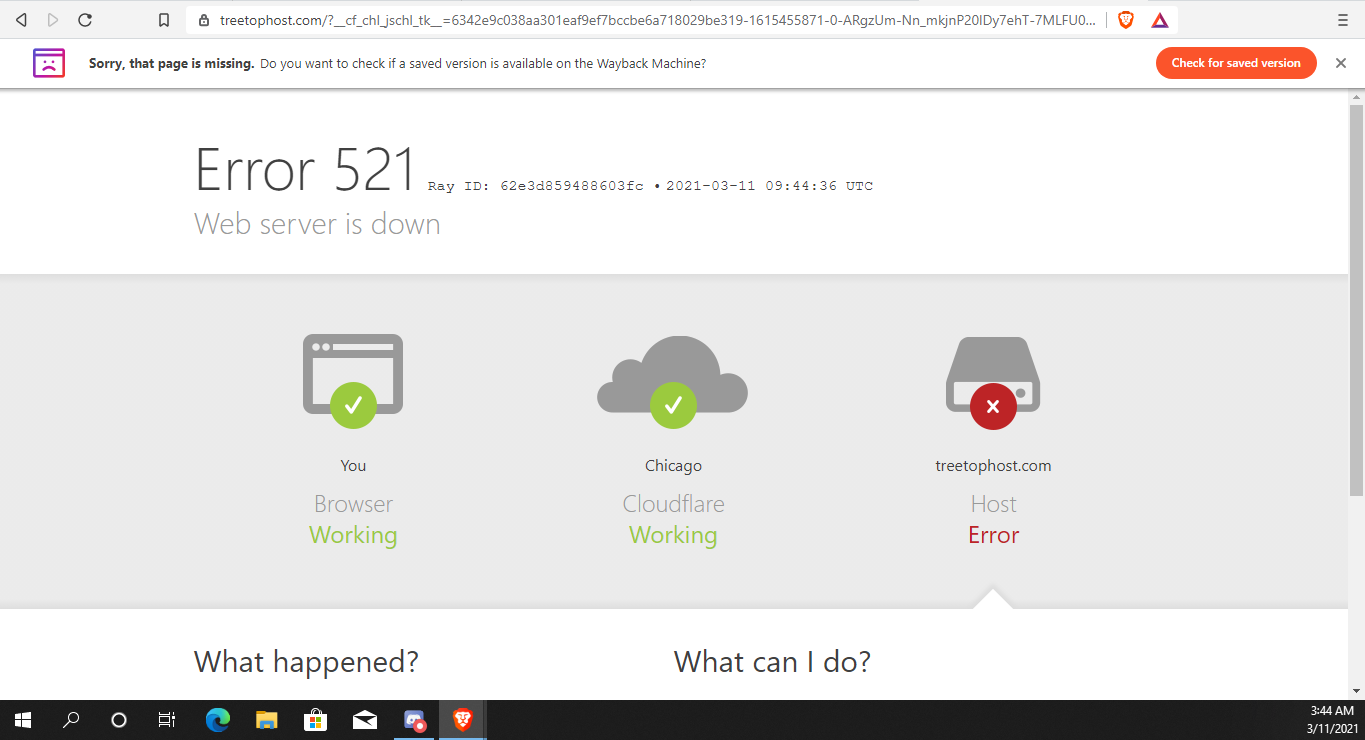 treetophost.com/?__cf_chl_jschl_tk__=6342e9c038aa301eaf9ef7bccbe6a718029be319-1615455871-0-ARgzUm-Nn_mkjnP20IDy7ehT-7MLFU0...
Sorry, that page is missing. Do you want to check if a saved version is available on the Wayback Machine?
Check for saved version
Error 521 Ray ID: 62e3d859488603fc • 2021-03-11 09:44:36 UTC
Web server is down
You
Browser
Working
Chicago
Cloudflare
Working
treetophost.com
Host
Error
What happened?
What can I do?
3:44 AM
3/11/2021